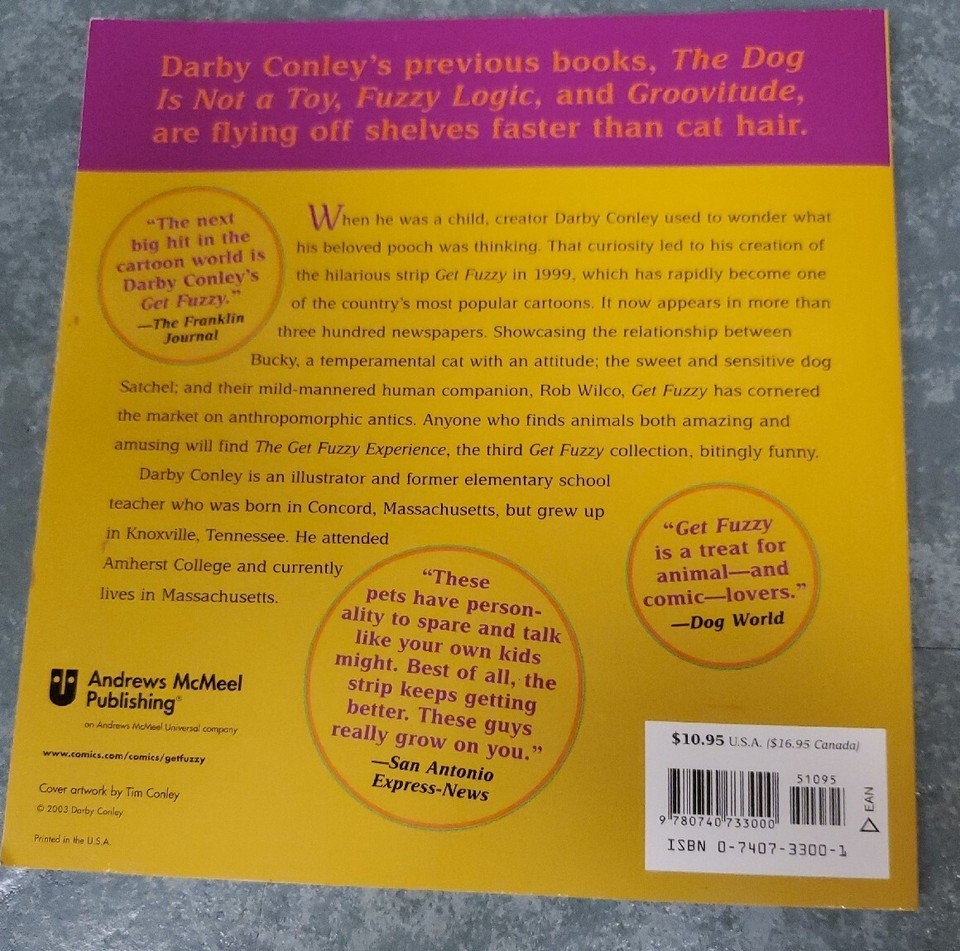 Darby Conley's previous books, The Dog
Is Not a Toy, Fuzzy Logic, and Groovitude,
are flying off shelves faster than cat hair.
"The next
big hit in the
cartoon world is
Darby Conley's
Get Fuzzy."
—The Franklin
Journal
When he was a child, creator Darby Conley used to wonder what
his beloved pooch was thinking. That curiosity led to his creation of
the hilarious strip Get Fuzzy in 1999, which has rapidly become one
of the country's most popular cartoons. It now appears in more than
three hundred newspapers. Showcasing the relationship between
Bucky, a temperamental cat with an attitude; the sweet and sensitive dog
Satchel; and their mild-mannered human companion, Rob Wilco, Get Fuzzy has cornered
the market on anthropomorphic antics. Anyone who finds animals both amazing and
amusing will find The Get Fuzzy Experience, the third Get Fuzzy collection, bitingly funny.
Darby Conley is an illustrator and former elementary school
teacher who was born in Concord, Massachusetts, but grew up
in Knoxville, Tennessee. He attended
Amherst College and currently
lives in Massachusetts.
"These
pets have person-
ality to spare and talk
like your own kids
might. Best of all, the
strip keeps getting
better. These guys
really grow on you."
—San Antonio
Express-News
"Get Fuzzy
is a treat for
animal—and
comic—lovers."
—Dog World
Andrews McMeel
Publishing®
an Andrews McMeel Universal company
www.comics.com/comics/getfuzzy
Cover artwork by Tim Conley
© 2003 Darby Conley
Printed in the U.S.A.
$10.95 U.S.A. ($16.95 Canada)
51095
9 780740 733000
EAN
ISBN 0-7407-3300-1